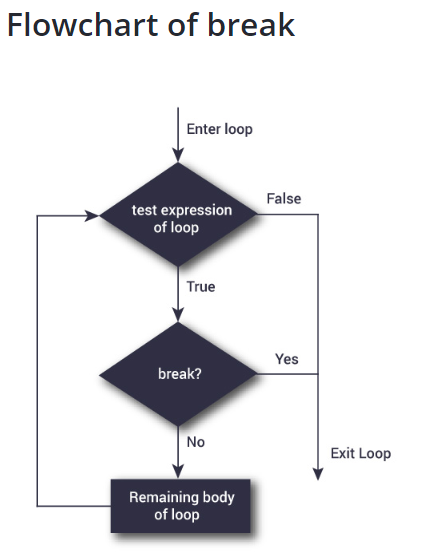 Flowchart of break
Enter loop
test expression
of loop
False
True
break?
Yes
No
Exit Loop
Remaining body
of loop